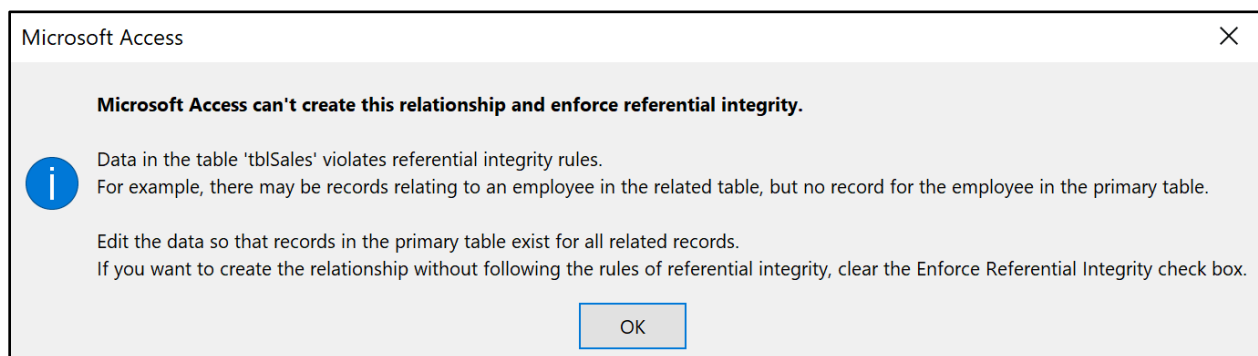 Microsoft Access
Microsoft Access can't create this relationship and enforce referential integrity.
Data in the table 'tblSales' violates referential integrity rules.
For example, there may be records relating to an employee in the related table, but no record for the employee in the primary table.
Edit the data so that records in the primary table exist for all related records.
If you want to create the relationship without following the rules of referential integrity, clear the Enforce Referential Integrity check box.
OK